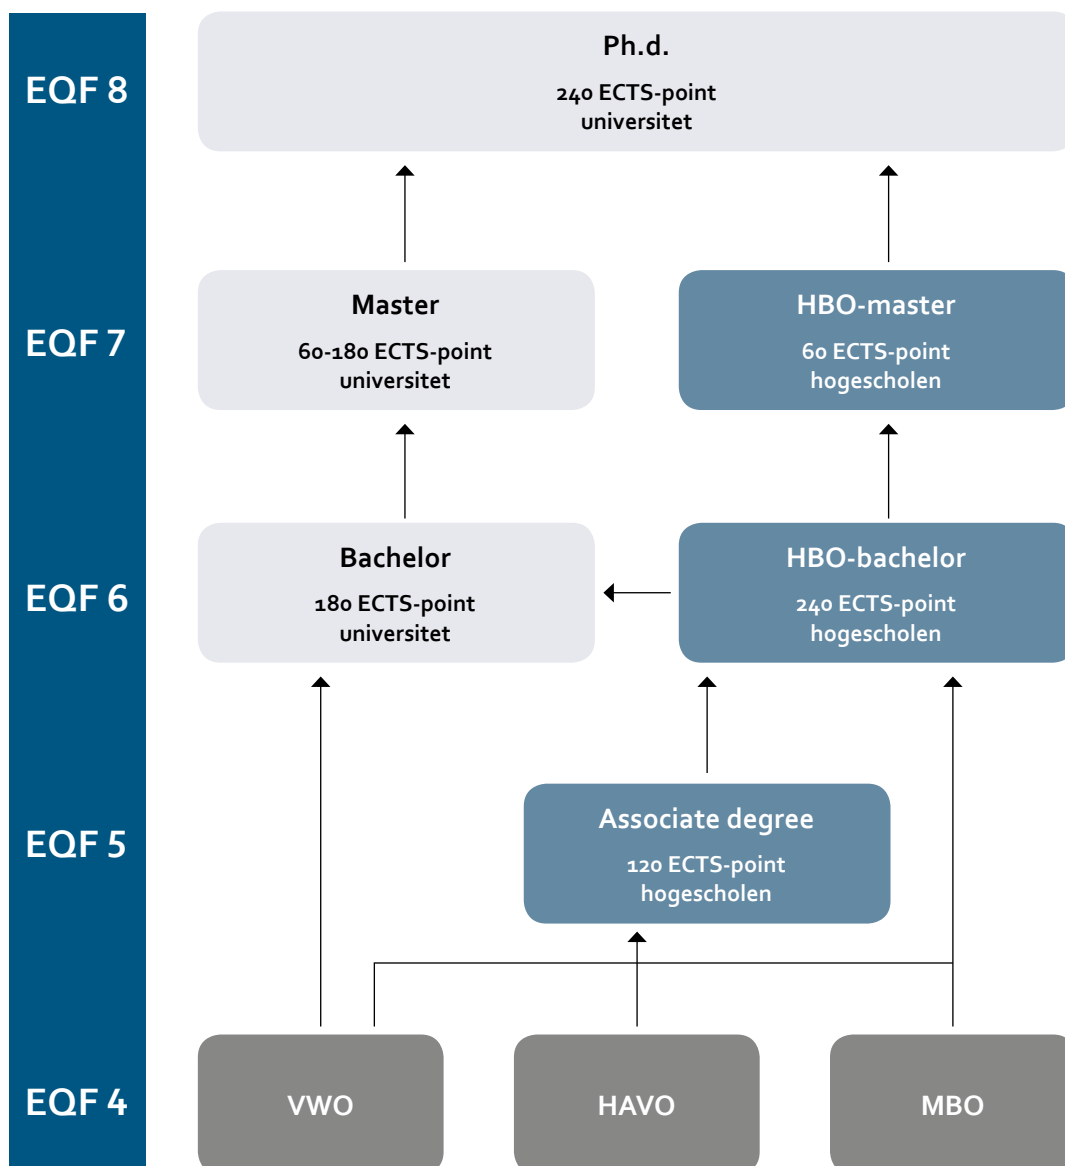 EQF 8
Ph.d.
240 ECTS-point
universitet
EQF 7
Master
60-180 ECTS-point
universitet
HBO-master
60 ECTS-point
hogescholen
EQF 6
Bachelor
180 ECTS-point
universitet
HBO-bachelor
240 ECTS-point
hogescholen
EQF 5
Associate degree
120 ECTS-point
hogescholen
EQF 4
VWO
HAVO
MBO